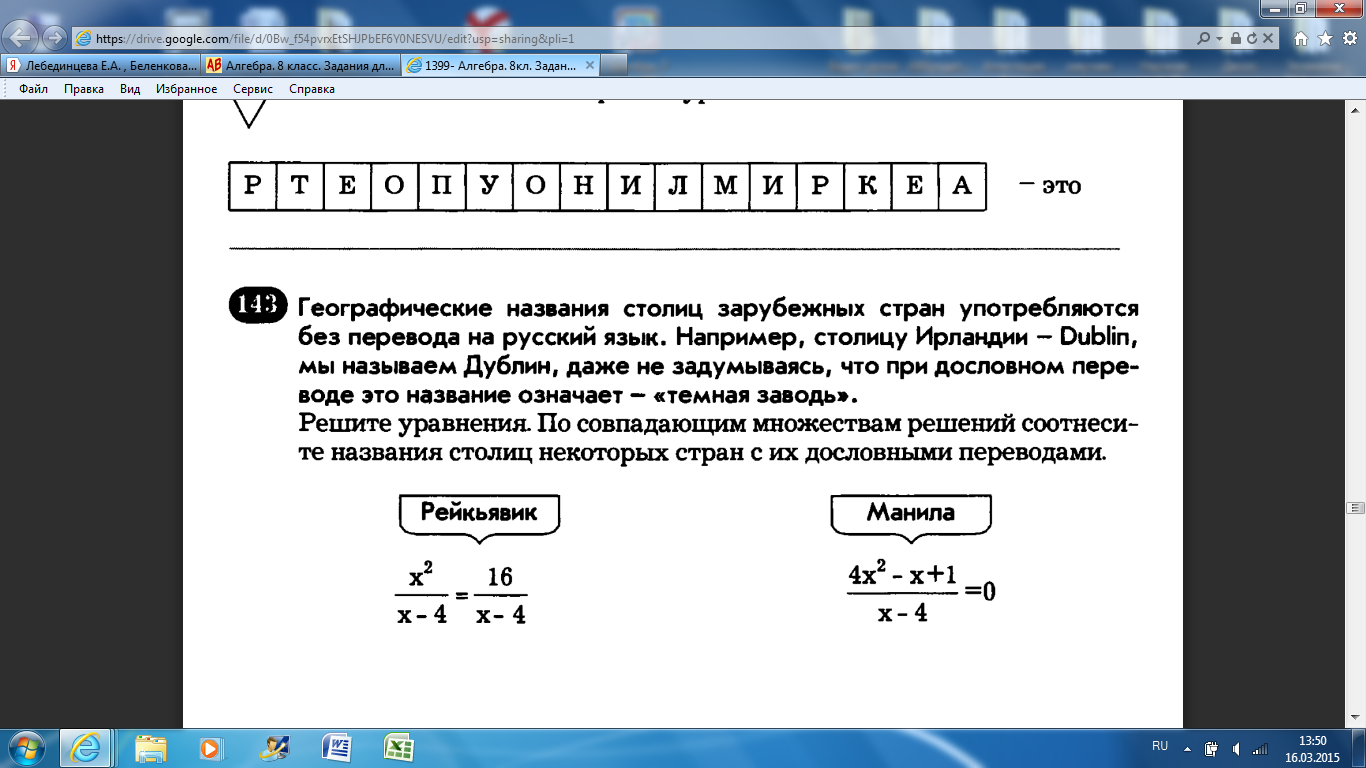 https://drive.google.com/file/d/0Bw_f54pvrxEtSHJPbEF6Y0NESVU/edit?usp=sharing&pli=1
Лебединцева Е.А. , Беленкова...
Алгебра. 8 класс. Задания дл...
1399- Алгебра. 8кл. Задан...
Файл Правка Вид Избранное Сервис Справка
Р Т Е О П У О Н И Л М И Р К Е А – это
143 Географические названия столиц зарубежных стран употребляются
без перевода на русский язык. Например, столицу Ирландии – Dublin,
мы называем Дублин, даже не задумываясь, что при дословном пере-
воде это название означает – «темная заводь».
Решите уравнения. По совпадающим множествам решений соотнеси-
те названия столиц некоторых стран с их дословными переводами.
Рейкьявик
x²/(x - 4) = 16/(x - 4)
Манила
(4x² - x+1)/(x - 4) =0
RU
13:50
16.03.2015